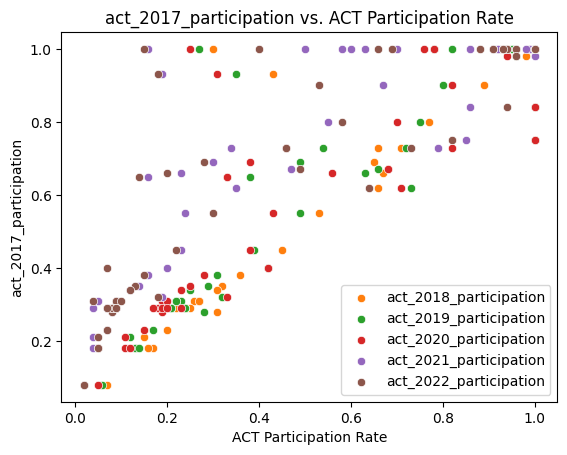 act_2017_participation vs. ACT Participation Rate
act_2017_participation
1.0
0.8
0.6
0.4
0.2
0.0 0.2 0.4 0.6 0.8 1.0
ACT Participation Rate
act_2018_participation
act_2019_participation
act_2020_participation
act_2021_participation
act_2022_participation